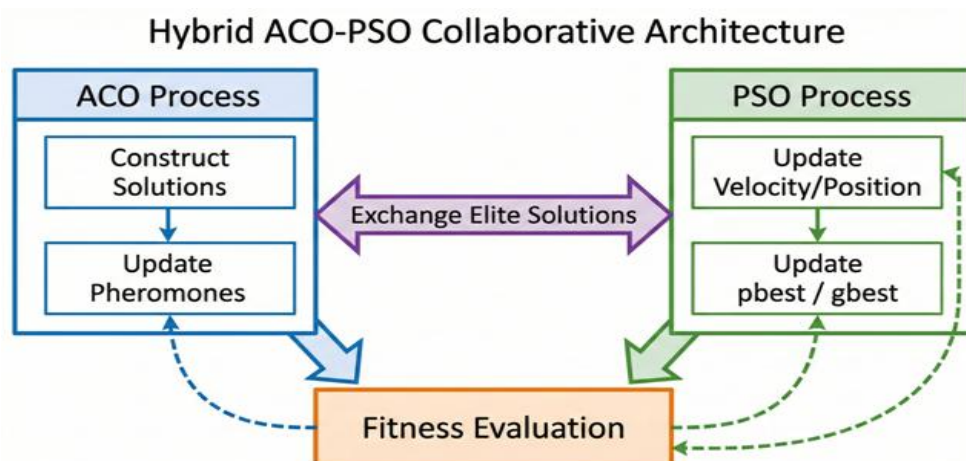 Hybrid ACO-PSO Collaborative Architecture
ACO Process
Construct
Solutions
Update
Pheromones
Exchange Elite Solutions
PSO Process
Update
Velocity/Position
Update
pbest / gbest
Fitness Evaluation